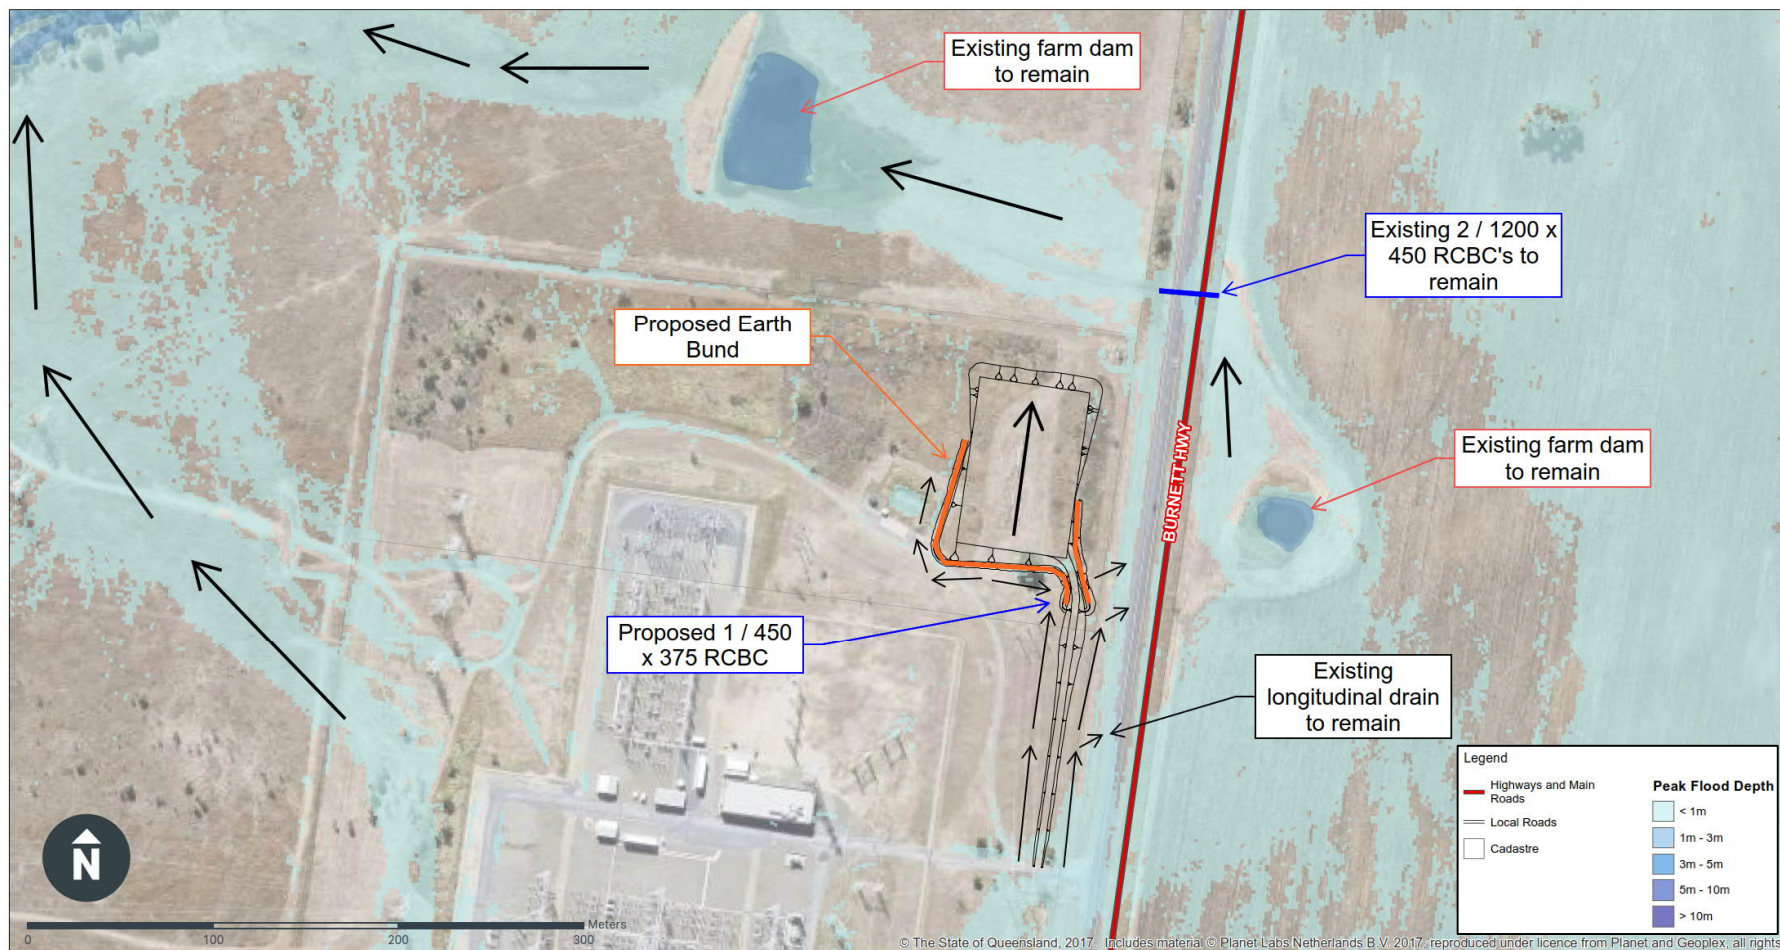 Existing farm dam
to remain
Existing 2 / 1200 x
450 RCBC's to
remain
Proposed Earth
Bund
BURNETT HWY
Existing farm dam
to remain
Proposed 1 / 450
x 375 RCBC
Existing
longitudinal drain
to remain
Legend
Highways and Main
Roads
Local Roads
Cadastre
Peak Flood Depth
< 1m
1m - 3m
3m - 5m
5m - 10m
> 10m
N
Meters
0 100 200 300
© The State of Queensland, 2017. Includes material © Planet Labs Netherlands B.V. 2017, reproduced under licence from Planet and Geoplex, all rights